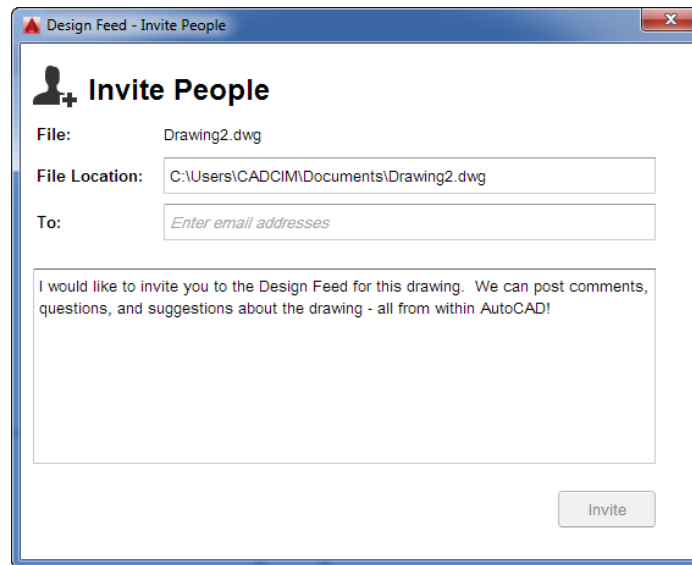 Design Feed - Invite People
Invite People
File: Drawing2.dwg
File Location: C:\Users\CADCIM\Documents\Drawing2.dwg
To: Enter email addresses
I would like to invite you to the Design Feed for this drawing.  We can post comments,
questions, and suggestions about the drawing - all from within AutoCAD!
Invite